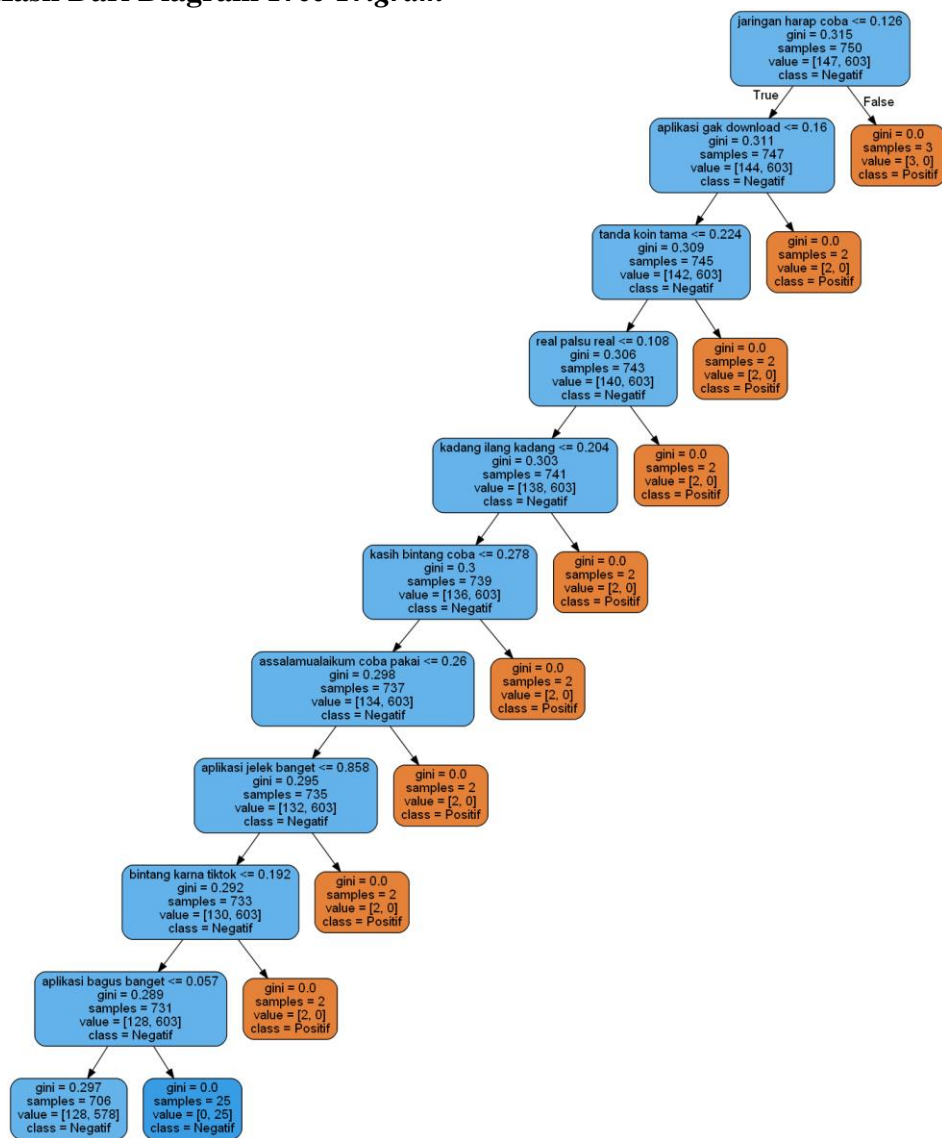 Hasil Dari Diagram Tree Trigram
jaringan harap coba <= 0.126
gini = 0.315
samples = 750
value = [147, 603]
class = Negatif
True
False
aplikasi gak download <= 0.16
gini = 0.311
samples = 747
value = [144, 603]
class = Negatif
gini = 0.0
samples = 3
value = [3, 0]
class = Positif
tanda koin tama <= 0.224
gini = 0.309
samples = 745
value = [142, 603]
class = Negatif
gini = 0.0
samples = 2
value = [2, 0]
class = Positif
real palsu real <= 0.108
gini = 0.306
samples = 743
value = [140, 603]
class = Negatif
gini = 0.0
samples = 2
value = [2, 0]
class = Positif
kadang ilang kadang <= 0.204
gini = 0.303
samples = 741
value = [138, 603]
class = Negatif
gini = 0.0
samples = 2
value = [2, 0]
class = Positif
kasih bintang coba <= 0.278
gini = 0.3
samples = 739
value = [136, 603]
class = Negatif
gini = 0.0
samples = 2
value = [2, 0]
class = Positif
assalamualaikum coba pakai <= 0.26
gini = 0.298
samples = 737
value = [134, 603]
class = Negatif
gini = 0.0
samples = 2
value = [2, 0]
class = Positif
aplikasi jelek banget <= 0.858
gini = 0.295
samples = 735
value = [132, 603]
class = Negatif
gini = 0.0
samples = 2
value = [2, 0]
class = Positif
bintang karna tiktok <= 0.192
gini = 0.292
samples = 733
value = [130, 603]
class = Negatif
gini = 0.0
samples = 2
value = [2, 0]
class = Positif
aplikasi bagus banget <= 0.057
gini = 0.289
samples = 731
value = [128, 603]
class = Negatif
gini = 0.0
samples = 2
value = [2, 0]
class = Positif
gini = 0.297
samples = 706
value = [128, 578]
class = Negatif
gini = 0.0
samples = 25
value = [0, 25]
class = Negatif